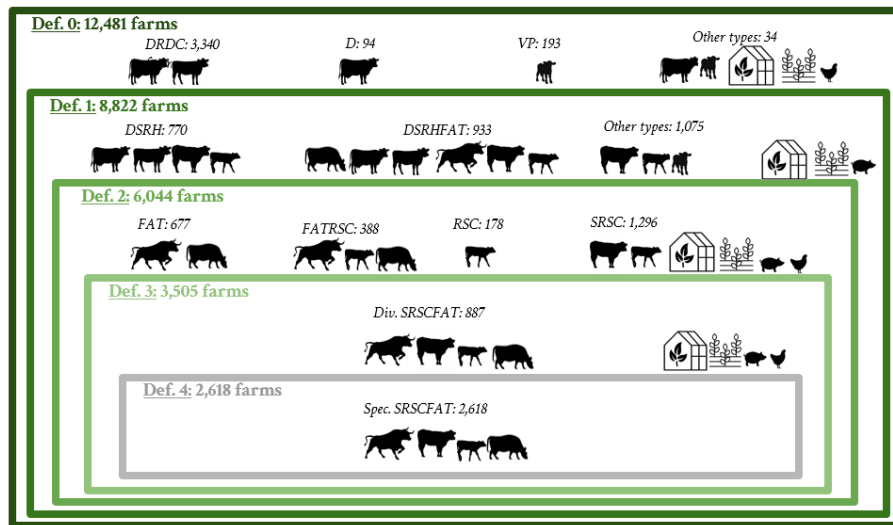 Def. 0: 12,481 farms
DRDC: 3,340
D: 94
VP: 193
Other types: 34
Def. 1: 8,822 farms
DSRH: 770
DSRHFAT: 933
Other types: 1,075
Def. 2: 6,044 farms
FAT: 677
FATRSC: 388
RSC: 178
SRSC: 1,296
Def. 3: 3,505 farms
Div. SRSCFAT: 887
Def. 4: 2,618 farms
Spec. SRSCFAT: 2,618